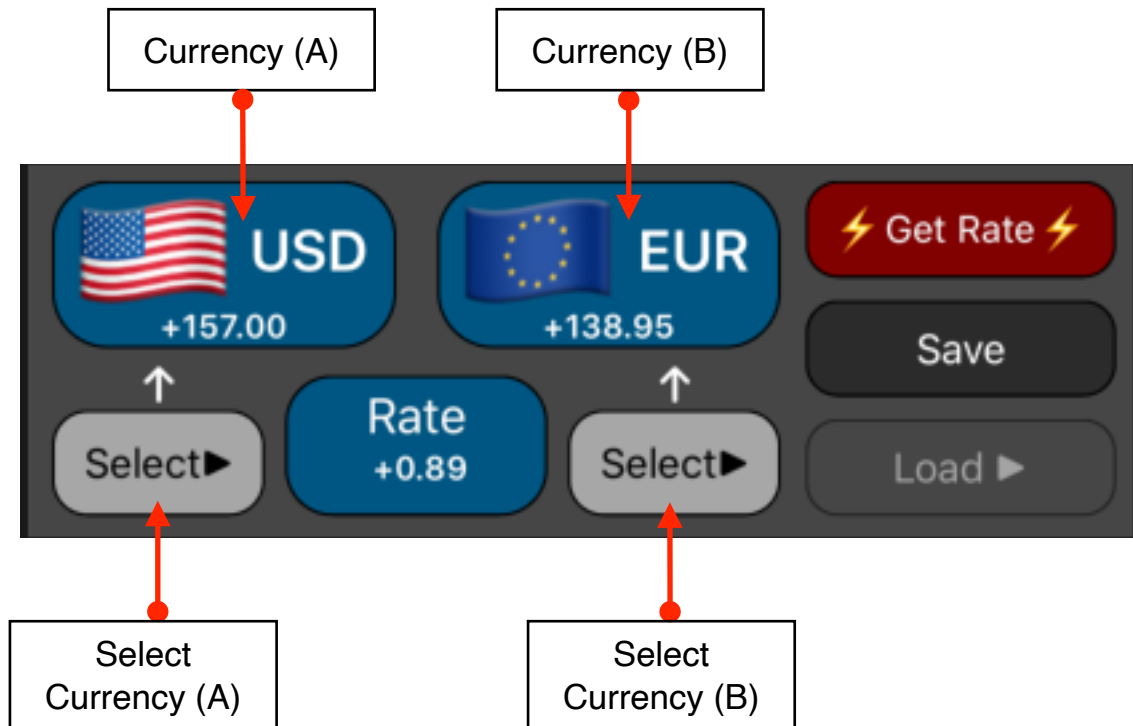 Currency (A)
Currency (B)
USD
+157.00
EUR
+138.95
⚡ Get Rate ⚡
Save
Rate
+0.89
Select▶
Select▶
Load ▶
Select
Currency (A)
Select
Currency (B)